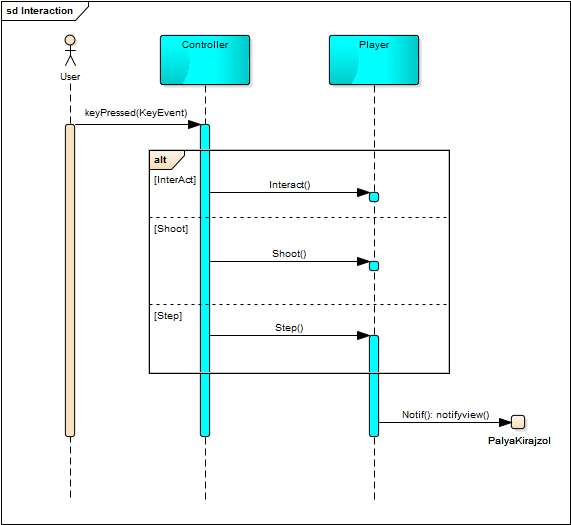 sd Interaction
User
Controller
Player
keyPressed(KeyEvent)
alt
[InterAct]
Interact()
[Shoot]
Shoot()
[Step]
Step()
Notif(): notifyview()
PalyaKirajzol